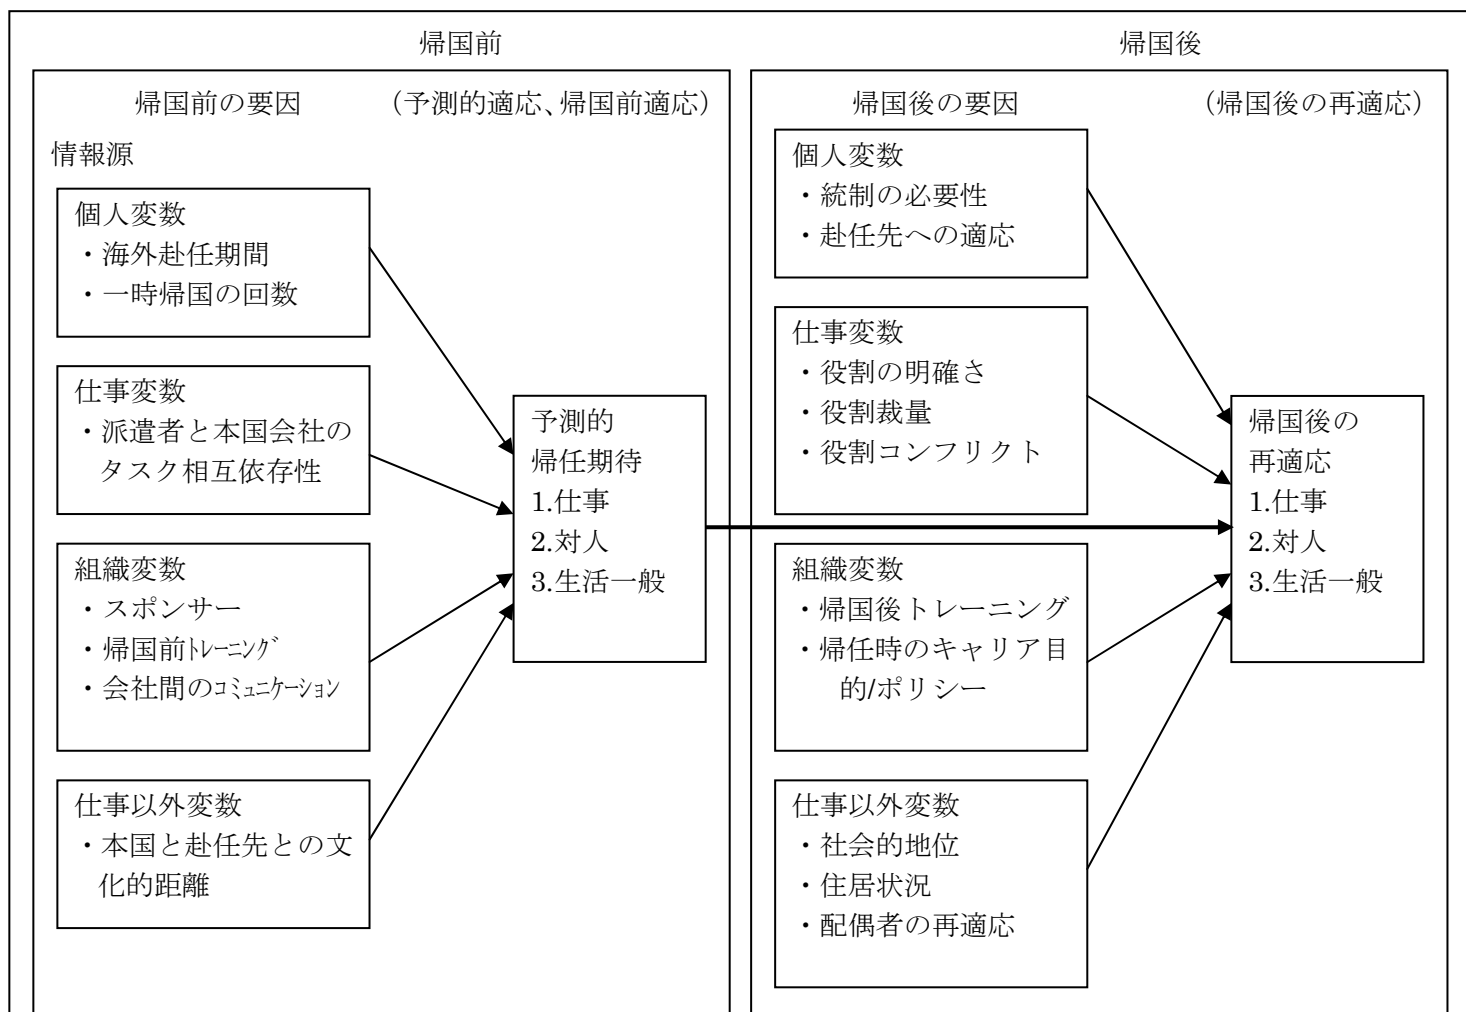 帰国前
帰国前の要因 （予測的適応、帰国前適応）
情報源
個人変数
・海外赴任期間
・一時帰国の回数
仕事変数
・派遣者と本国会社の
タスク相互依存性
組織変数
・スポンサー
・帰国前ﾄﾚｰﾆﾝｸﾞ
・会社間のｺﾐｭﾆｹｰｼｮﾝ
仕事以外変数
・本国と赴任先との文
化的距離
予測的
帰任期待
1.仕事
2.対人
3.生活一般
帰国後
帰国後の要因 （帰国後の再適応）
個人変数
・統制の必要性
・赴任先への適応
仕事変数
・役割の明確さ
・役割裁量
・役割コンフリクト
組織変数
・帰国後トレーニング
・帰任時のキャリア目
的/ポリシー
仕事以外変数
・社会的地位
・住居状況
・配偶者の再適応
帰国後の
再適応
1.仕事
2.対人
3.生活一般